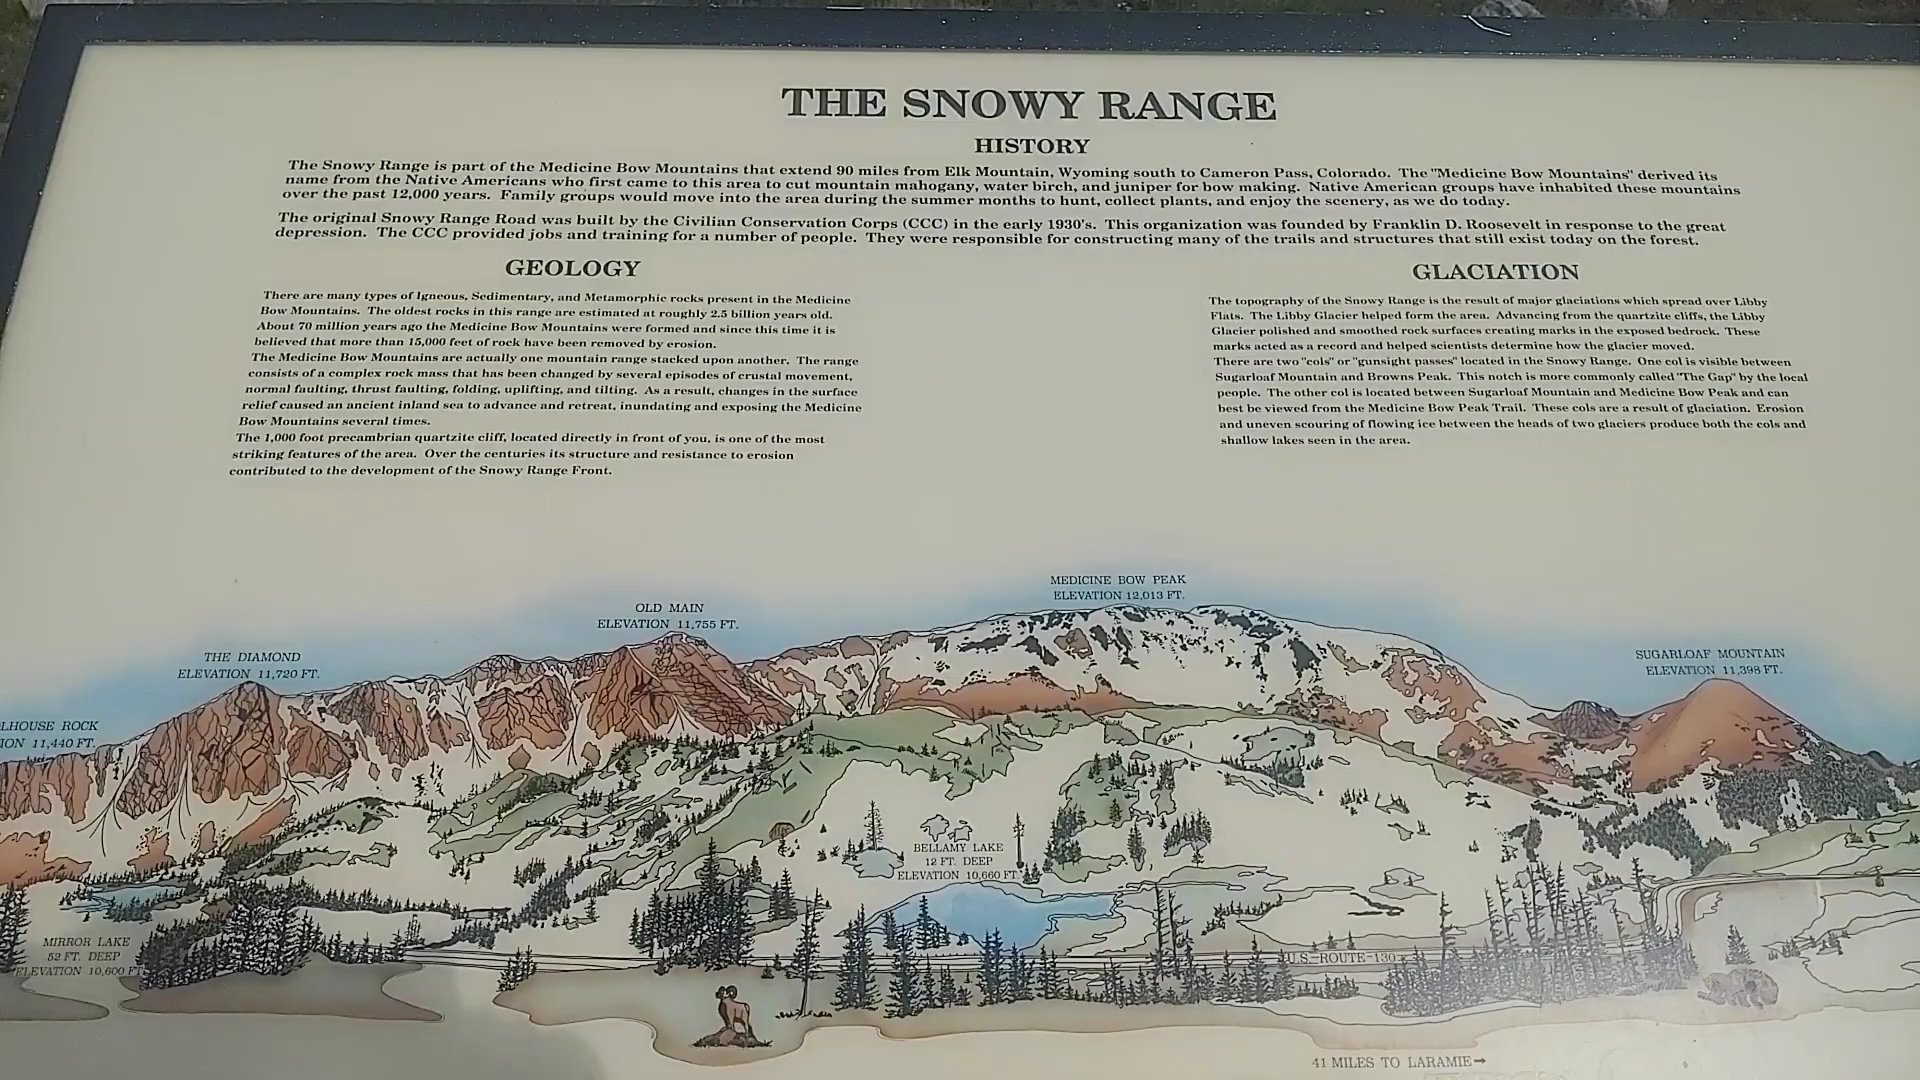 THE SNOWY RANGE
HISTORY
The Snowy Range is part of the Medicine Bow Mountains that extend 90 miles from Elk Mountain, Wyoming south to Cameron Pass, Colorado. The "Medicine Bow Mountains" derived its
name from the Native Americans who first came to this area to cut mountain mahogany, water birch, and juniper for bow making. Native American groups have inhabited these mountains
over the past 12,000 years. Family groups would move into the area during the summer months to hunt, collect plants, and enjoy the scenery, as we do today.
The original Snowy Range Road was built by the Civilian Conservation Corps (CCC) in the early 1930's. This organization was founded by Franklin D. Roosevelt in response to the great
depression. The CCC provided jobs and training for a number of people. They were responsible for constructing many of the trails and structures that still exist today on the forest.
GEOLOGY
There are many types of Igneous, Sedimentary, and Metamorphic rocks present in the Medicine
Bow Mountains. The oldest rocks in this range are estimated at roughly 2.5 billion years old.
About 70 million years ago the Medicine Bow Mountains were formed and since this time it is
believed that more than 15,000 feet of rock have been removed by erosion.
The Medicine Bow Mountains are actually one mountain range stacked upon another. The range
consists of a complex rock mass that has been changed by several episodes of crustal movement,
normal faulting, thrust faulting, folding, uplifting, and tilting. As a result, changes in the surface
relief caused an ancient inland sea to advance and retreat, inundating and exposing the Medicine
Bow Mountains several times.
The 1,000 foot precambrian quartzite cliff, located directly in front of you, is one of the most
striking features of the area. Over the centuries its structure and resistance to erosion
contributed to the development of the Snowy Range Front.
GLACIATION
The topography of the Snowy Range is the result of major glaciations which spread over Libby
Flats. The Libby Glacier helped form the area. Advancing from the quartzite cliffs, the Libby
Glacier polished and smoothed rock surfaces creating marks in the exposed bedrock. These
marks acted as a record and helped scientists determine how the glacier moved.
There are two "cols" or "gunsight passes" located in the Snowy Range. One col is visible between
Sugarloaf Mountain and Browns Peak. This notch is more commonly called "The Gap" by the local
people. The other col is located between Sugarloaf Mountain and Medicine Bow Peak and can
best be viewed from the Medicine Bow Peak Trail. These cols are a result of glaciation. Erosion
and uneven scouring of flowing ice between the heads of two glaciers produce both the cols and
shallow lakes seen in the area.
MEDICINE BOW PEAK
ELEVATION 12,013 FT.
OLD MAIN
ELEVATION 11,755 FT.
THE DIAMOND
ELEVATION 11,720 FT.
SUGARLOAF MOUNTAIN
ELEVATION 11,398 FT.
LHOUSE ROCK
ION 11,440 FT.
BELLAMY LAKE
12 FT. DEEP
ELEVATION 10,660 FT.
MIRROR LAKE
52 FT. DEEP
ELEVATION 10,600 FT
U.S. ROUTE 130
41 MILES TO LARAMIE→